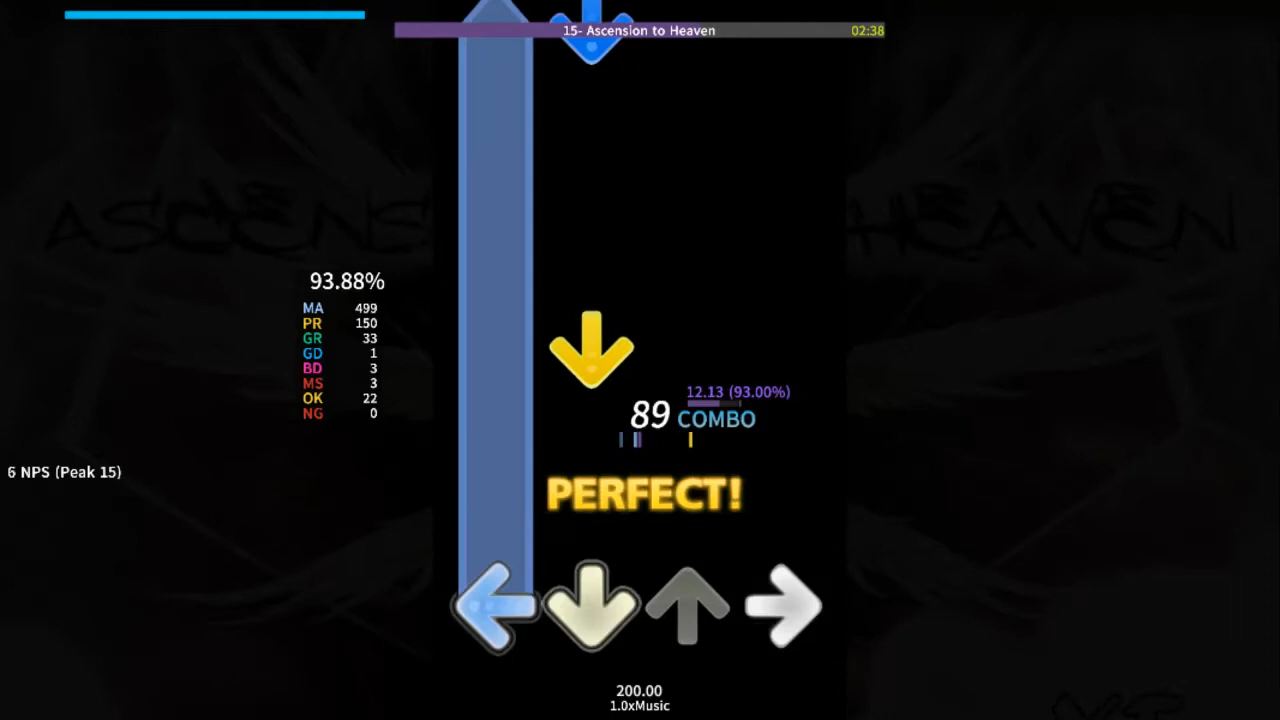 15- Ascension to Heaven 02:38
ASCENS HEAVEN
93.88%
MA 499
PR 150
GR 33
GD 1
BD 3
MS 3
OK 22
NG 0
12.13 (93.00%)
89 COMBO
6 NPS (Peak 15)
PERFECT!
200.00
1.0xMusic